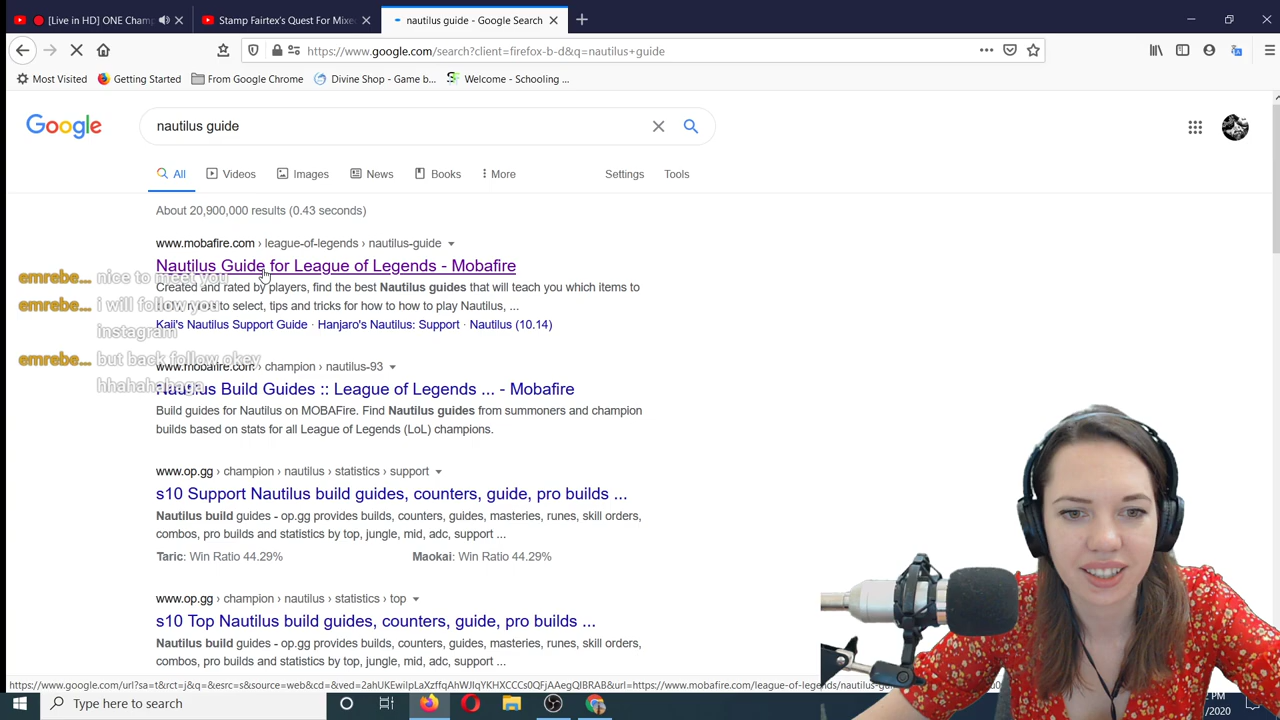 [Live in HD] ONE Cham
Stamp Fairtex's Quest For Mixe
nautilus guide - Google Search
https://www.google.com/search?client=firefox-b-d&q=nautilus+guide
Most Visited
Getting Started
From Google Chrome
Divine Shop - Game b...
Welcome - Schooling ...
Google
nautilus guide
All
Videos
Images
News
Books
More
Settings
Tools
About 20,900,000 results (0.43 seconds)
www.mobafire.com › league-of-legends › nautilus-guide
Nautilus Guide for League of Legends - Mobafire
emrebe... nice to meet you
Created and rated by players, find the best Nautilus guides that will teach you which items to
emrebe... i will follow you
to select, tips and tricks for how to how to play Nautilus, ...
Kaii's Nautilus Support Guide · Hanjaro's Nautilus: Support · Nautilus (10.14)
instagram
emrebe... but back follow okey
www.mobafire.com › champion › nautilus-93
hhahahahaga
Nautilus Build Guides :: League of Legends ... - Mobafire
Build guides for Nautilus on MOBAFire. Find Nautilus guides from summoners and champion
builds based on stats for all League of Legends (LoL) champions.
www.op.gg › champion › nautilus › statistics › support
s10 Support Nautilus build guides, counters, guide, pro builds ...
Nautilus build guides - op.gg provides builds, counters, guides, masteries, runes, skill orders,
combos, pro builds and statistics by top, jungle, mid, adc, support ...
Taric: Win Ratio 44.29%
Maokai: Win Ratio 44.29%
www.op.gg › champion › nautilus › statistics › top
s10 Top Nautilus build guides, counters, guide, pro builds ...
Nautilus build guides - op.gg provides builds, counters, guides, masteries, runes, skill orders,
combos, pro builds and statistics by top, jungle, mid, adc, support ...
Type here to search
PM
/2020